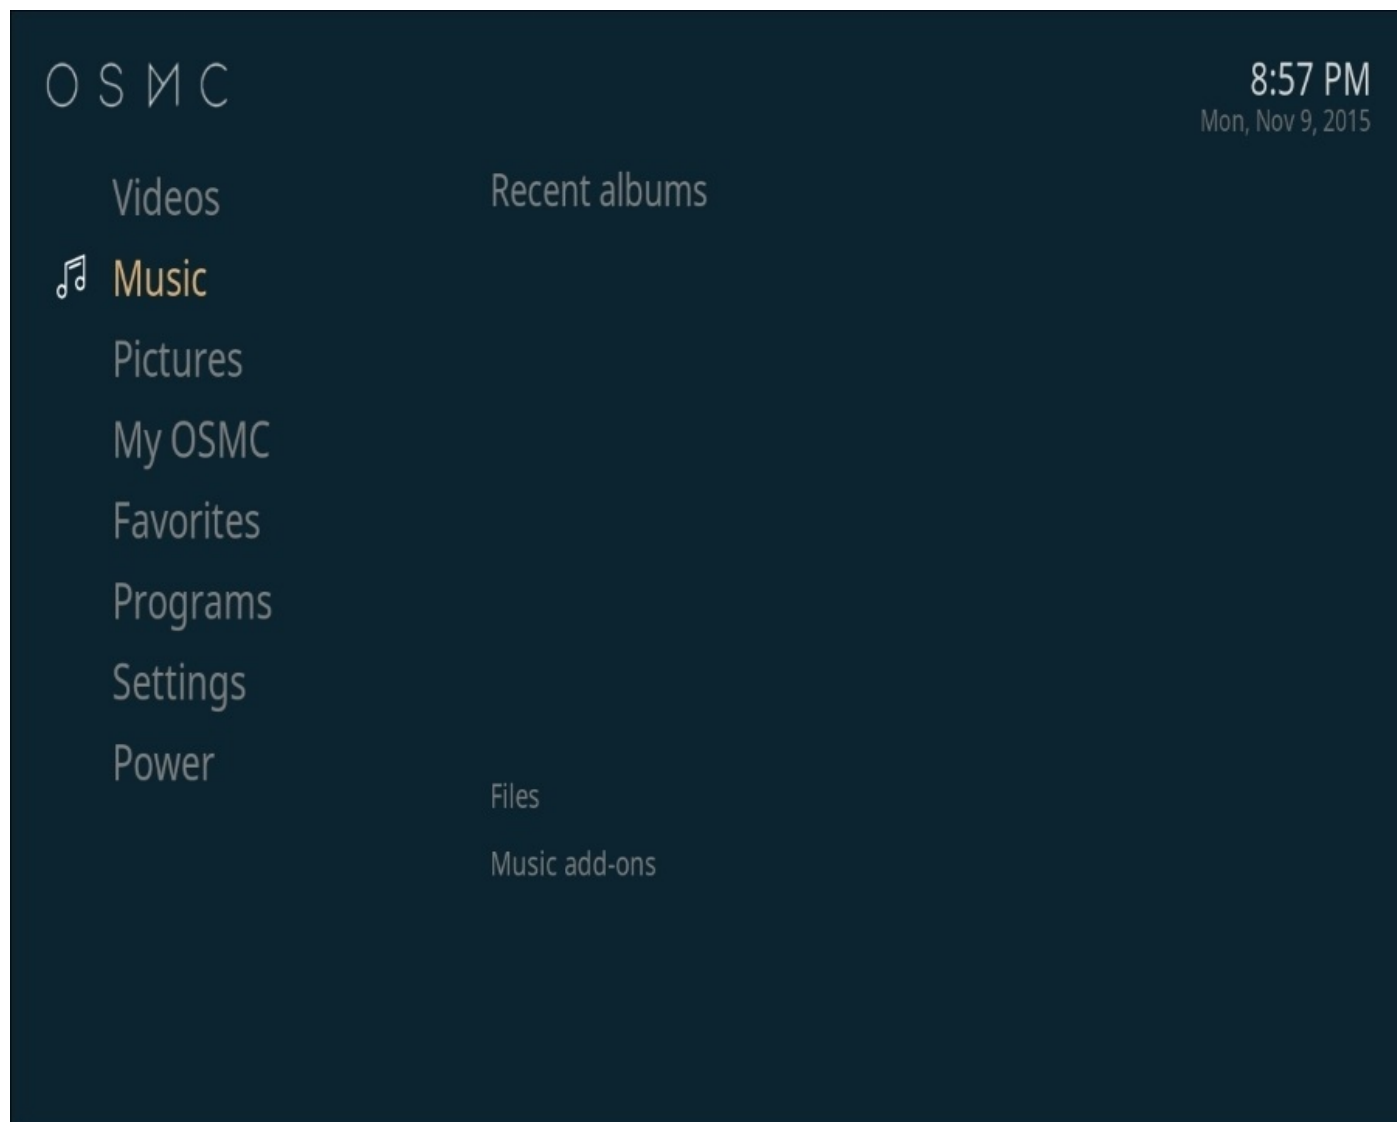 OSMC
8:57 PM
Mon, Nov 9, 2015
Videos
Music
Pictures
My OSMC
Favorites
Programs
Settings
Power
Recent albums
Files
Music add-ons